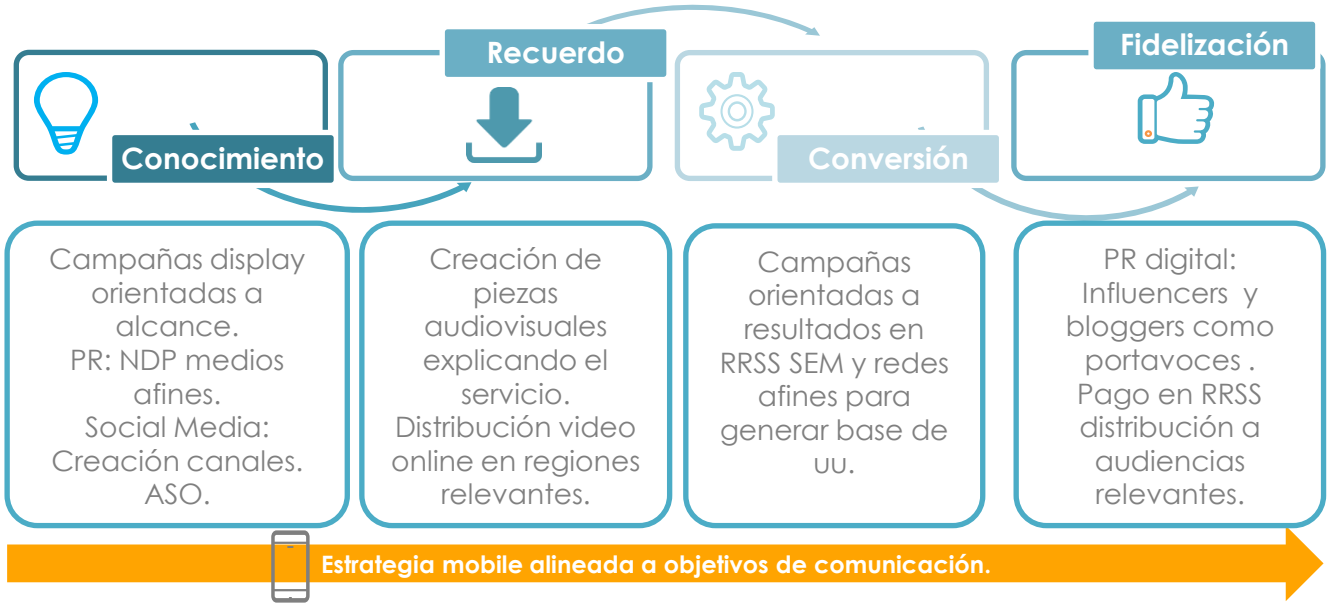 Conocimiento
Recuerdo
Conversión
Fidelización
Campañas display
orientadas a
alcance.
PR: NDP medios
afines.
Social Media:
Creación canales.
ASO.
Creación de
piezas
audiovisuales
explicando el
servicio.
Distribución video
online en regiones
relevantes.
Campañas
orientadas a
resultados en
RRSS SEM y redes
afines para
generar base de
uu.
PR digital:
Influencers y
bloggers como
portavoces .
Pago en RRSS
distribución a
audiencias
relevantes.
Estrategia mobile alineada a objetivos de comunicación.